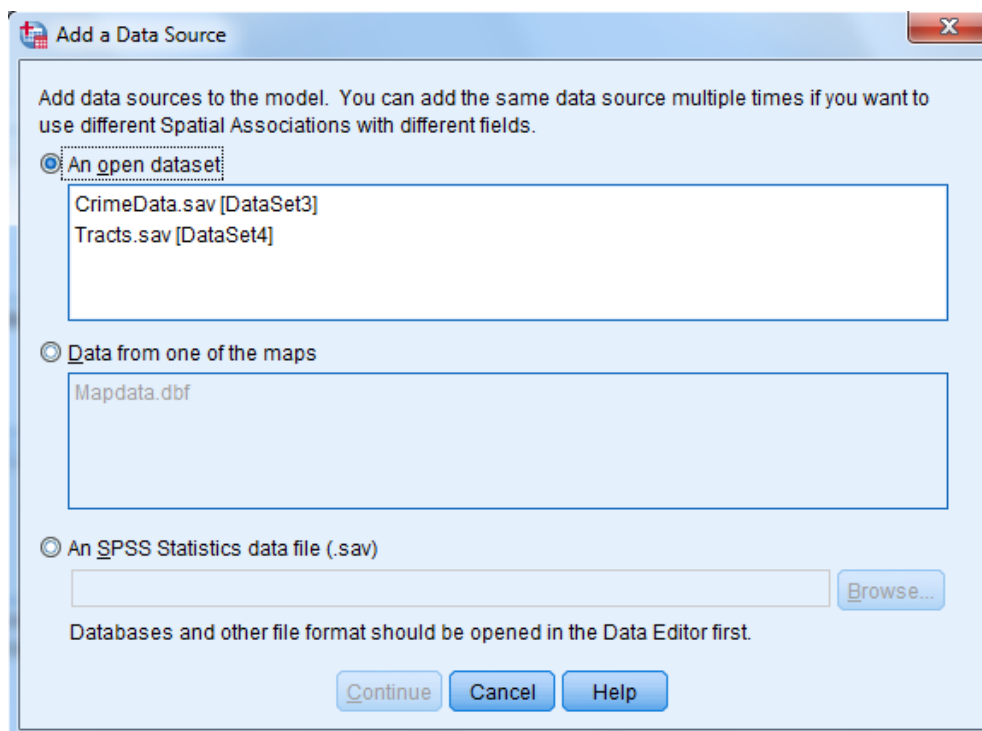 Add a Data Source
Add data sources to the model. You can add the same data source multiple times if you want to
use different Spatial Associations with different fields.
An open dataset
CrimeData.sav [DataSet3]
Tracts.sav [DataSet4]
Data from one of the maps
Mapdata.dbf
An SPSS Statistics data file (.sav)
Browse...
Databases and other file format should be opened in the Data Editor first.
Continue Cancel Help